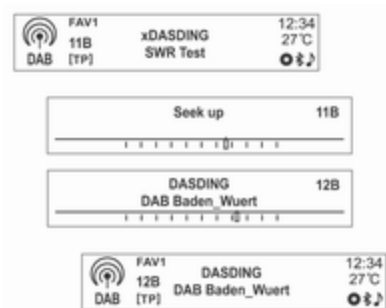 FAV1
12:34
11B
xDASDING
27°C
DAB
[TP]
SWR Test
Seek up
11B
DASDING
12B
DAB Baden_Wuert
FAV1
12:34
12B
DASDING
27°C
DAB
[TP]
DAB Baden_Wuert